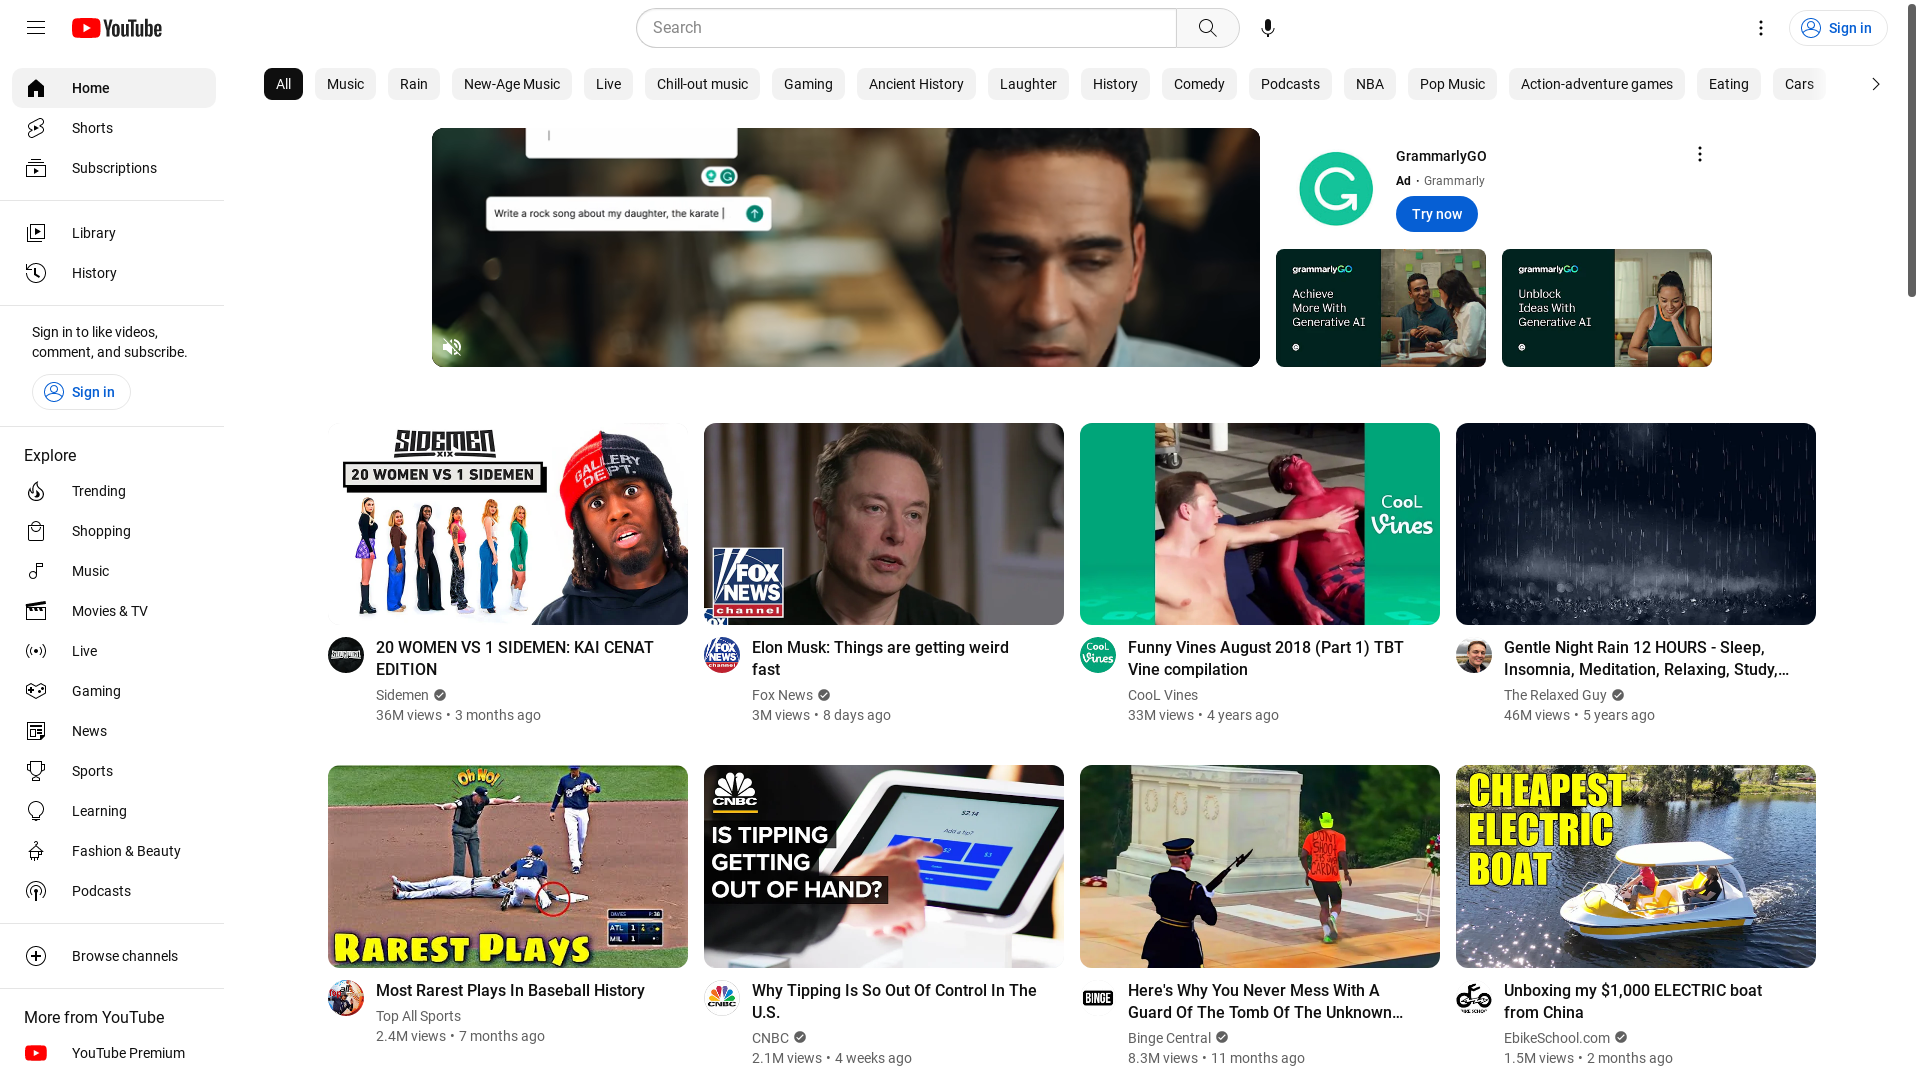 YouTube
Search
Sign in
Home
Shorts
Subscriptions
Library
History
Sign in to like videos,
comment, and subscribe.
Sign in
Explore
Trending
Shopping
Music
Movies & TV
Live
Gaming
News
Sports
Learning
Fashion & Beauty
Podcasts
Browse channels
More from YouTube
YouTube Premium
All
Music
Rain
New-Age Music
Live
Chill-out music
Gaming
Ancient History
Laughter
History
Comedy
Podcasts
NBA
Pop Music
Action-adventure games
Eating
Cars
Write a rock song about my daughter, the karate
GrammarlyGO
Ad · Grammarly
Try now
grammarlyGO
Achieve
More With
Generative AI
grammarlyGO
Unblock
Ideas With
Generative AI
SIDEMEN
XIX
20 WOMEN VS 1 SIDEMEN
GALLERY
DEPT.
20 WOMEN VS 1 SIDEMEN: KAI CENAT
EDITION
Sidemen
36M views • 3 months ago
FOX
NEWS
channel
Elon Musk: Things are getting weird
fast
Fox News
3M views • 8 days ago
CooL
Vines
Funny Vines August 2018 (Part 1) TBT
Vine compilation
CooL Vines
33M views • 4 years ago
Gentle Night Rain 12 HOURS - Sleep,
Insomnia, Meditation, Relaxing, Study,...
The Relaxed Guy
46M views • 5 years ago
Oh No!
DAVIES P:38
ATL 1
MIL 1
RAREST PLAYS
Most Rarest Plays In Baseball History
Top All Sports
2.4M views • 7 months ago
CNBC
IS TIPPING
GETTING
OUT OF HAND?
$2.14
Add a tip?
$2
$3
Why Tipping Is So Out Of Control In The
U.S.
CNBC
2.1M views • 4 weeks ago
DON'T
SHOOT
BINGE
Here's Why You Never Mess With A
Guard Of The Tomb Of The Unknown...
Binge Central
8.3M views • 11 months ago
CHEAPEST
ELECTRIC
BOAT
Unboxing my $1,000 ELECTRIC boat
from China
EbikeSchool.com
1.5M views • 2 months ago